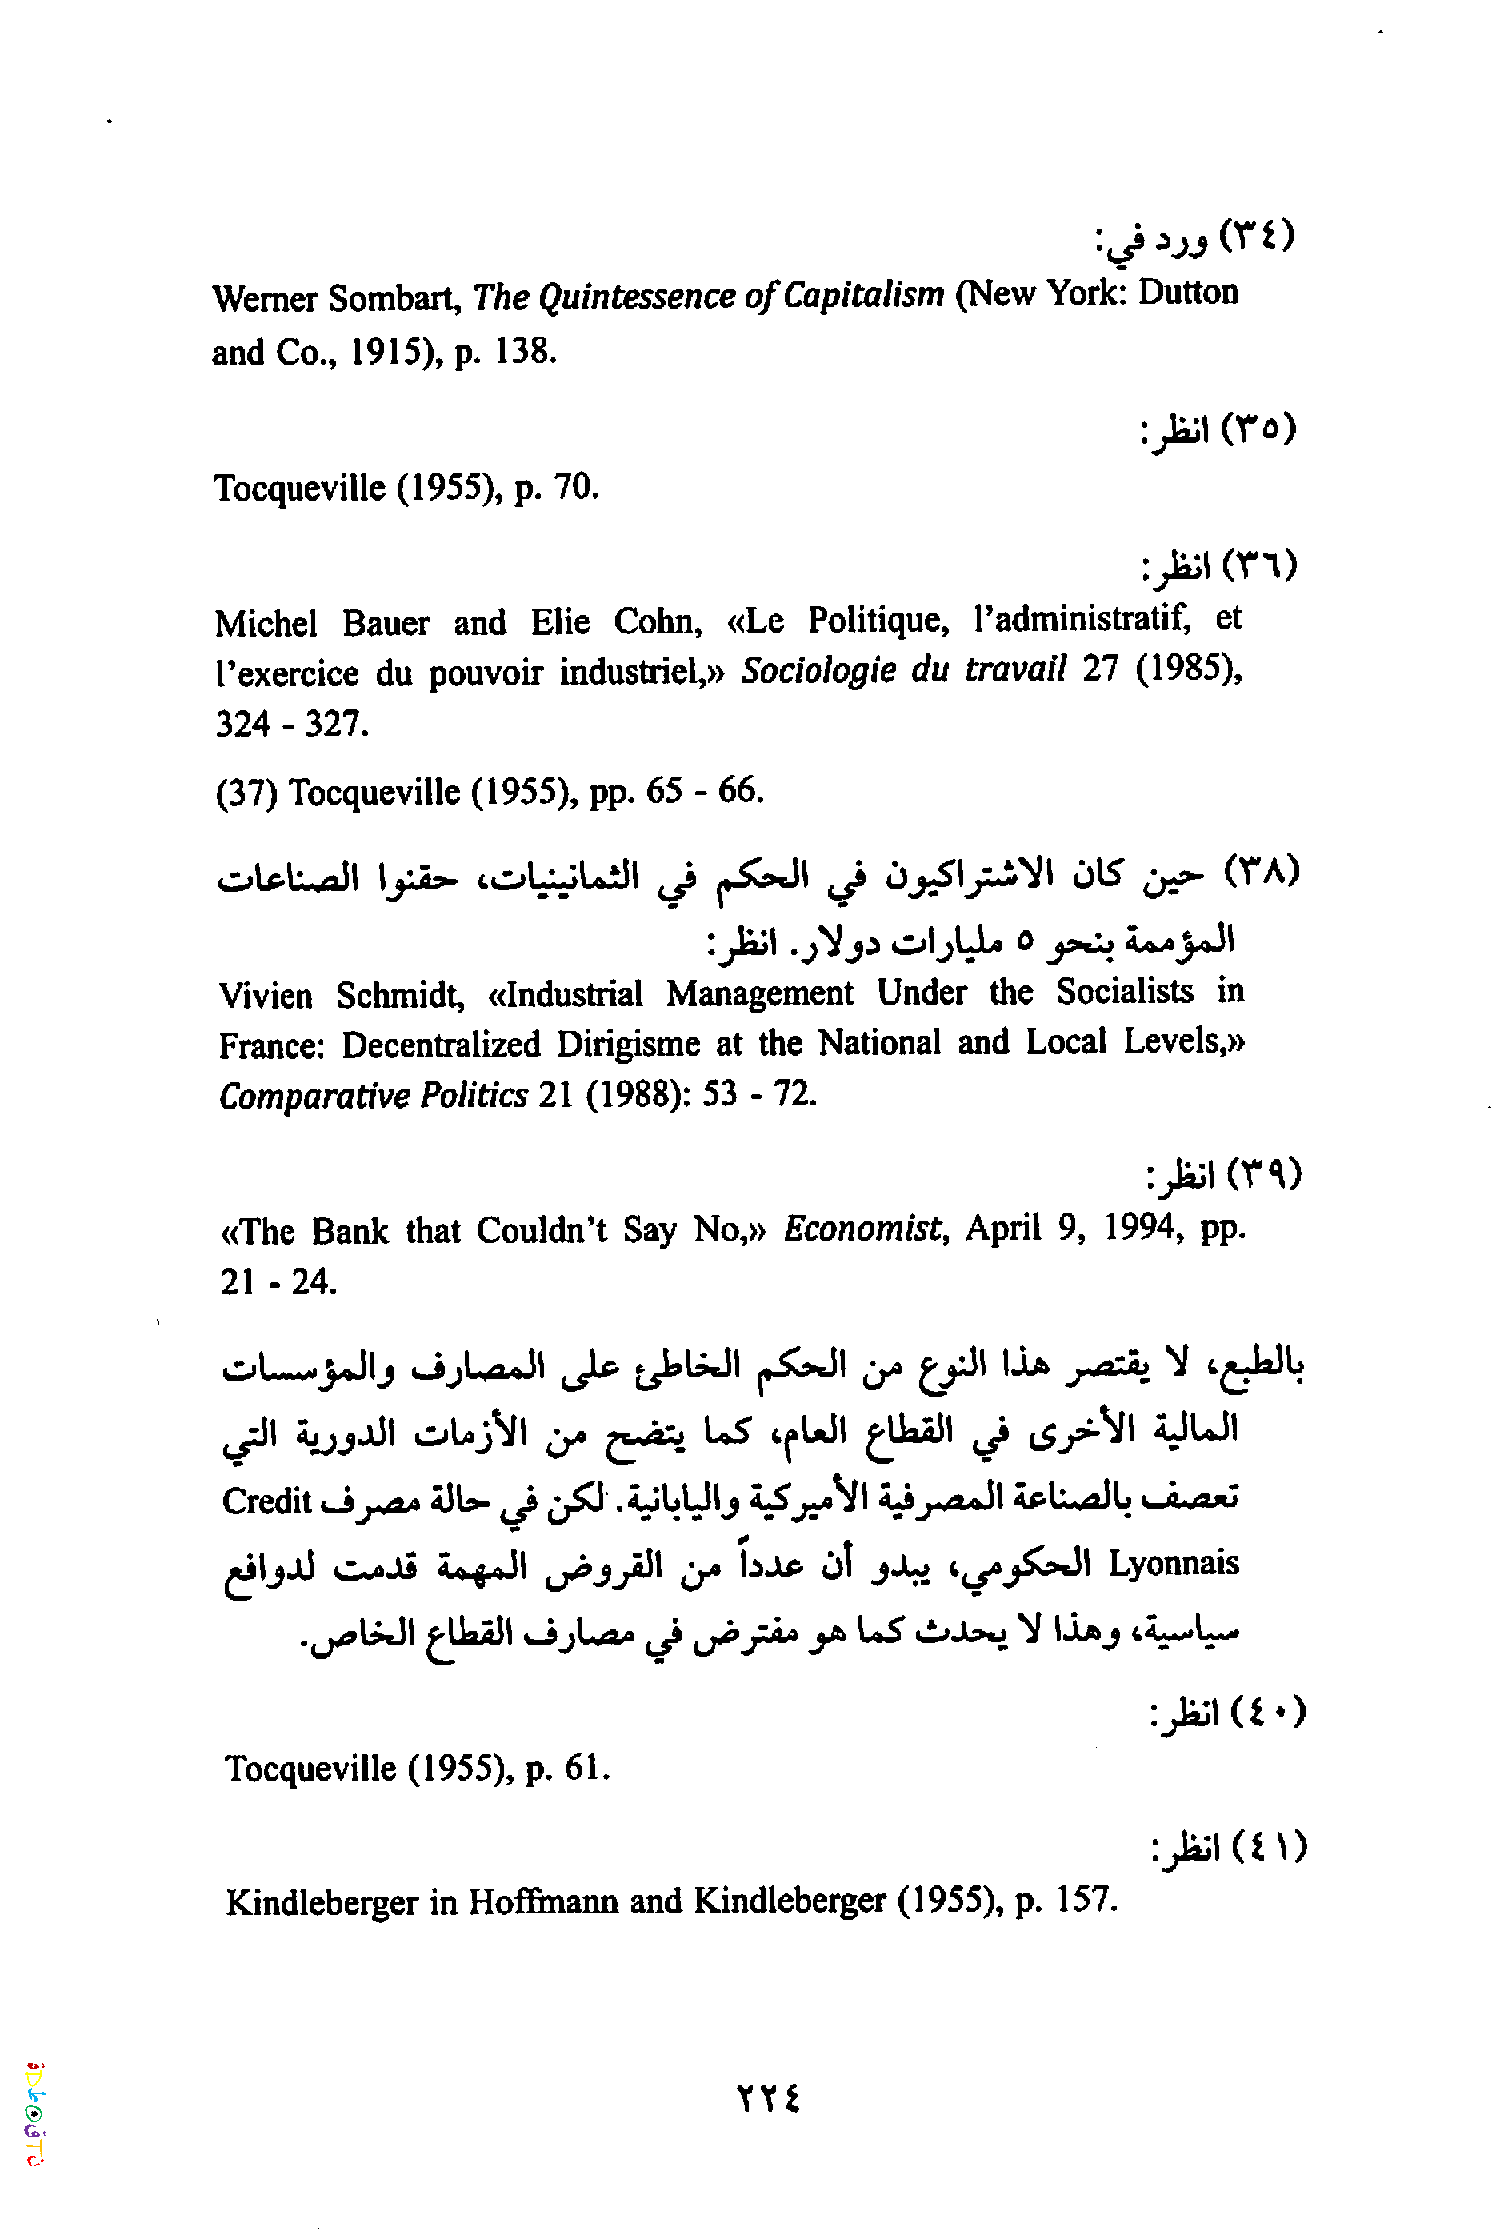 (٣٤) ورد في:
Werner Sombart, The Quintessence of Capitalism (New York: Dutton
and Co., 1915), p. 138.
(٣٥) انظر:
Tocqueville (1955), p. 70.
(٣٦) انظر:
Michel Bauer and Elie Cohn, «Le Politique, l'administratif, et
l'exercice du pouvoir industriel,» Sociologie du travail 27 (1985),
324 - 327.
(37) Tocqueville (1955), pp. 65 - 66.
(٣٨) حين كان الاشتراكيون في الحكم في الثمانينيات، حقنوا الصناعات
المؤممة بنحو ٥ مليارات دولار. انظر:
Vivien Schmidt, «Industrial Management Under the Socialists in
France: Decentralized Dirigisme at the National and Local Levels,»
Comparative Politics 21 (1988): 53 - 72.
(٣٩) انظر:
«The Bank that Couldn't Say No,» Economist, April 9, 1994, pp.
21 - 24.
بالطبع، لا يقتصر هذا النوع من الحكم الخاطئ على المصارف والمؤسسات
المالية الأخرى في القطاع العام، كما يتضح من الأزمات الدورية التي
تعصف بالصناعة المصرفية الأميركية واليابانية. لكن في حالة مصرف Credit
Lyonnais الحكومي، يبدو أن عدداً من القروض المهمة قدمت لدوافع
سياسية، وهذا لا يحدث كما هو مفترض في مصارف القطاع الخاص.
(٤٠) انظر:
Tocqueville (1955), p. 61.
(٤١) انظر:
Kindleberger in Hoffmann and Kindleberger (1955), p. 157.
٢٢٤